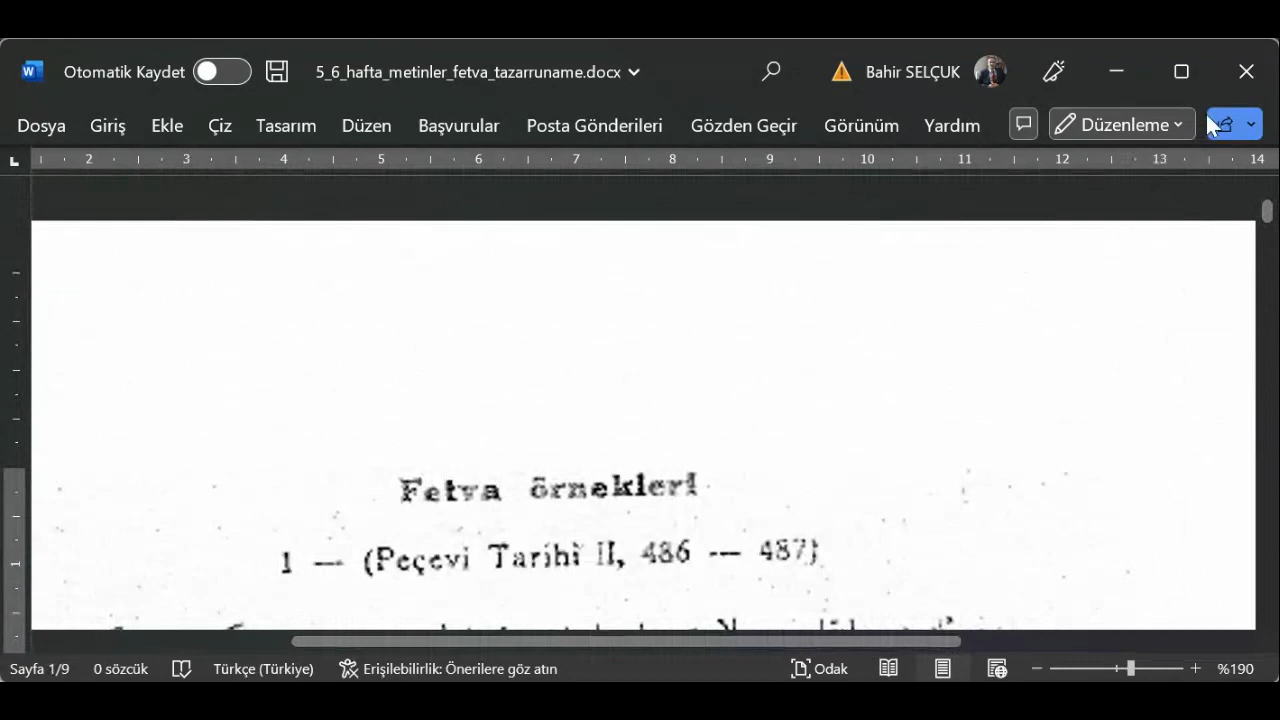 Otomatik Kaydet 5_6_hafta_metinler_fetva_tazarruname.docx Bahir SELÇUK
Dosya Giriş Ekle Çiz Tasarım Düzen Başvurular Posta Gönderileri Gözden Geçir Görünüm Yardım Düzenleme
2 3 4 5 6 7 8 9 10 11 12 13 14
Fetva örnekleri
1 — (Peçevi Tarihi II, 486 — 487)
1
Sayfa 1/9 0 sözcük Türkçe (Türkiye) Erişilebilirlik: Önerilere göz atın Odak %190